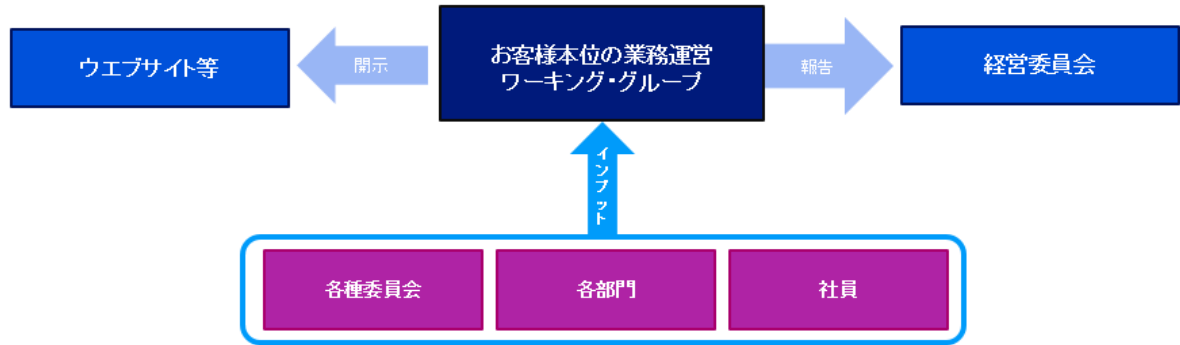 ウエブサイト等
開示
お客様本位の業務運営
ワーキング・グループ
報告
経営委員会
インプット
各種委員会
各部門
社員